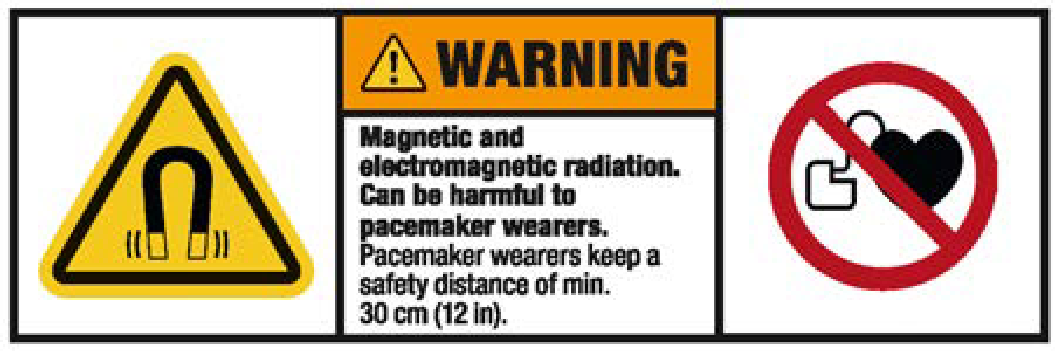 WARNING
Magnetic and
electromagnetic radiation.
Can be harmful to
pacemaker wearers.
Pacemaker wearers keep a
safety distance of min.
30 cm (12 in).